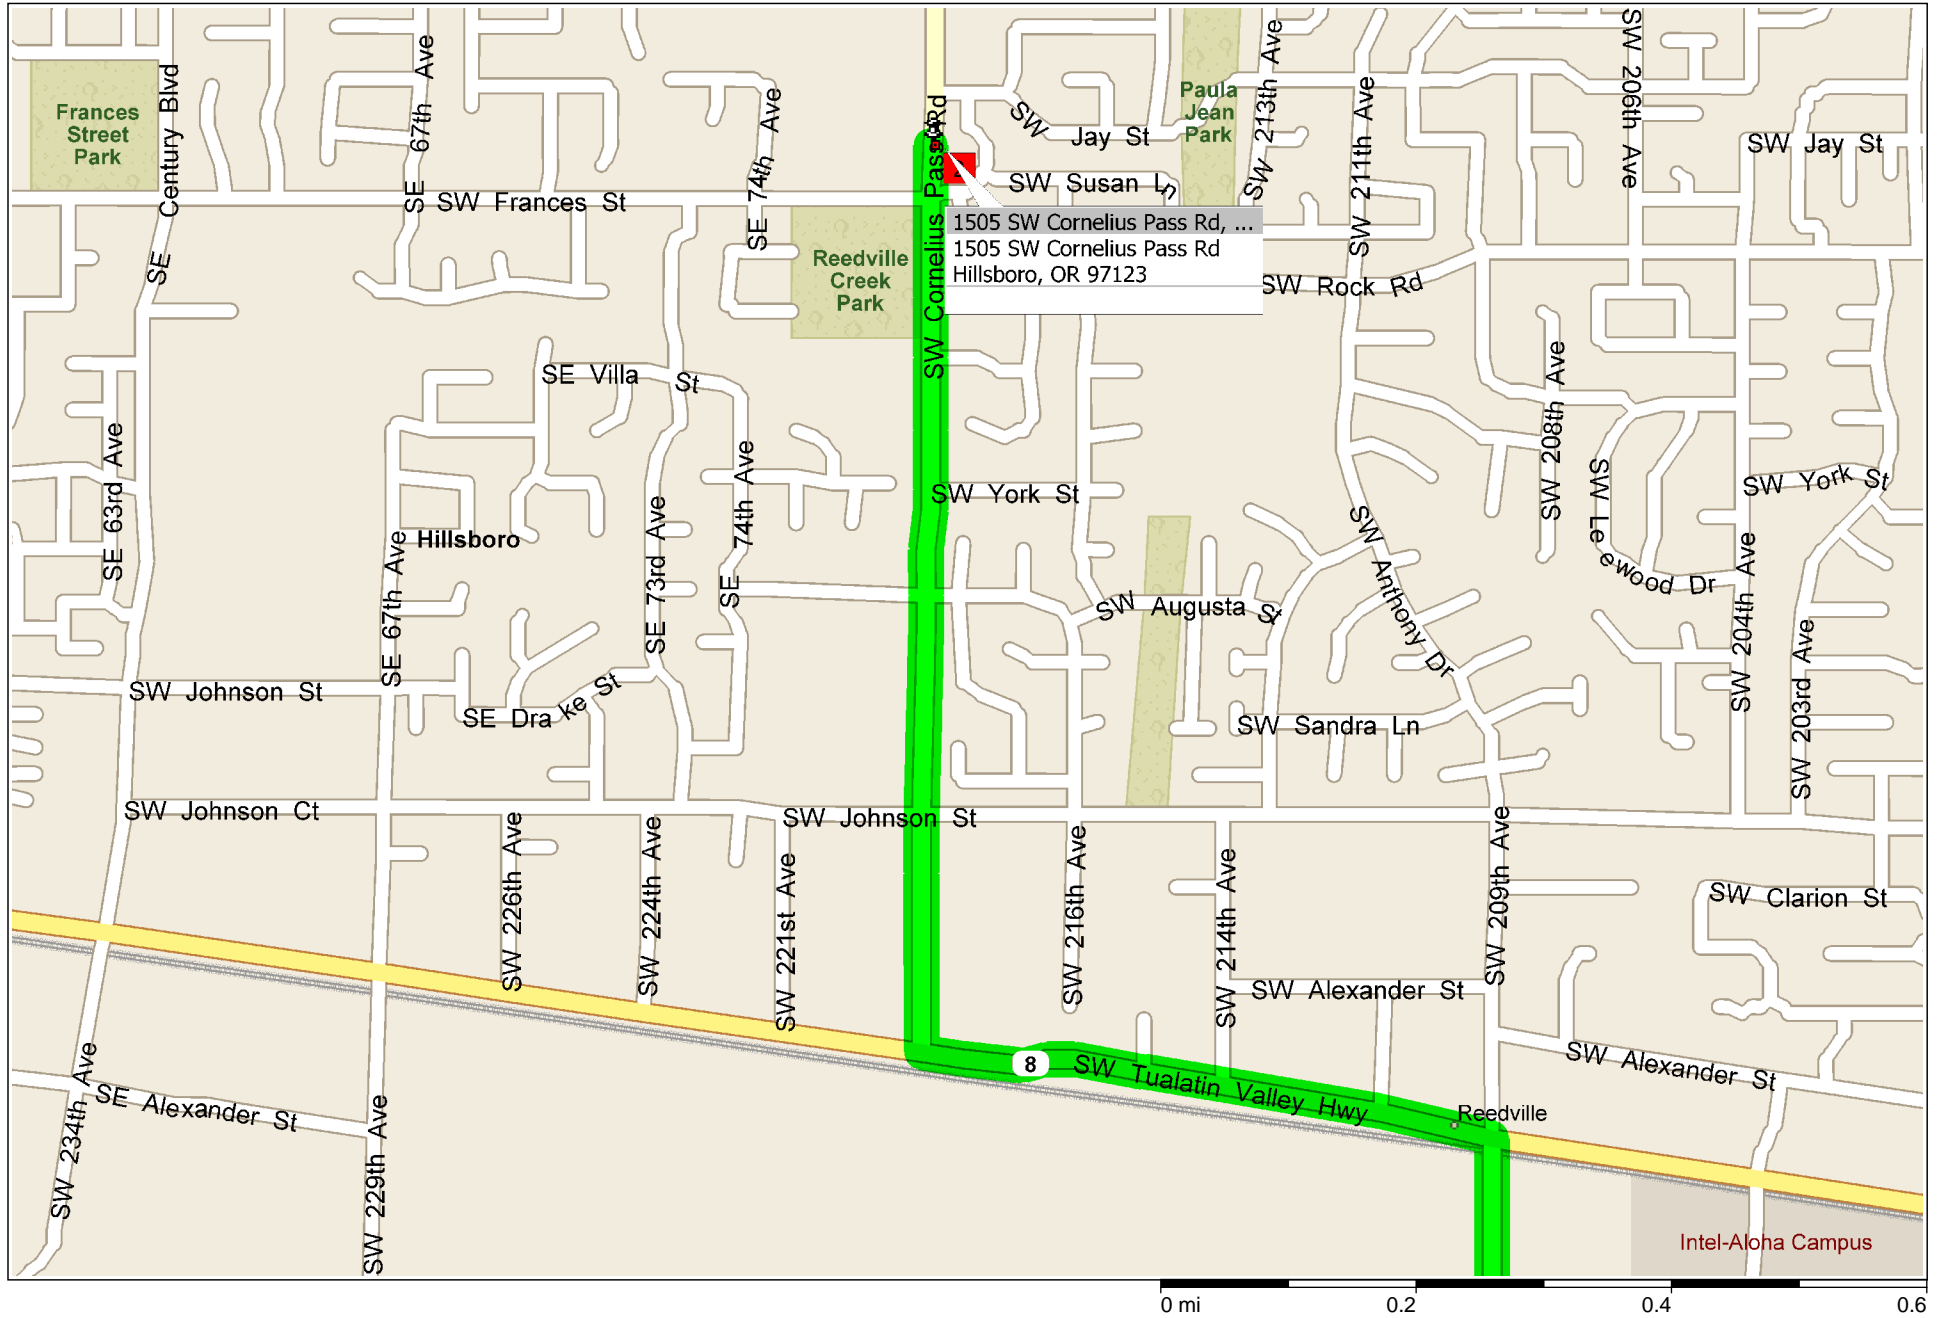 Frances
Street
Park
SE Century Blvd
SE 67th Ave
SE 74th Ave
SW Cornelius Pass Rd
SW Jay St
Paula
Jean
Park
SW 213th Ave
SW 211th Ave
SW 206th Ave
SW Jay St
SW Frances St
SW Susan Ln
1505 SW Cornelius Pass Rd, ...
1505 SW Cornelius Pass Rd
Hillsboro, OR 97123
Reedville
Creek
Park
SW Rock Rd
SE Villa St
SE 63rd Ave
SE 74th Ave
SE 73rd Ave
SE 67th Ave
Hillsboro
SW York St
SW 208th Ave
SW Leewood Dr
SW York St
SW Anthony Dr
SW Augusta St
SW 204th Ave
SW 203rd Ave
SW Johnson St
SE Drake St
SW Sandra Ln
SW Johnson Ct
SW Johnson St
SW 226th Ave
SW 224th Ave
SW 221st Ave
SW 216th Ave
SW 214th Ave
SW 209th Ave
SW Clarion St
SW Alexander St
SW Alexander St
8
SW Tualatin Valley Hwy
Reedville
SE Alexander St
SW 234th Ave
SW 229th Ave
Intel-Aloha Campus
0 mi 0.2 0.4 0.6